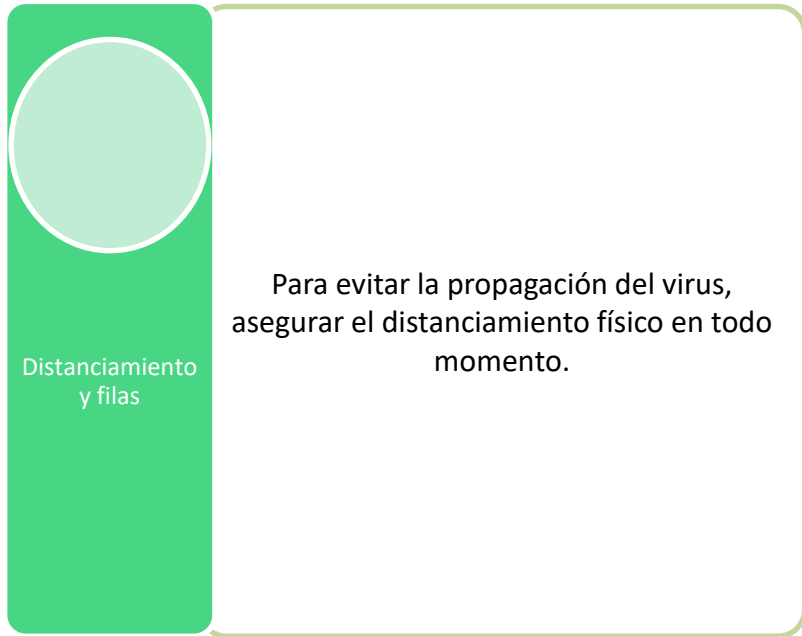 Distanciamiento
y filas
Para evitar la propagación del virus,
asegurar el distanciamiento físico en todo
momento.